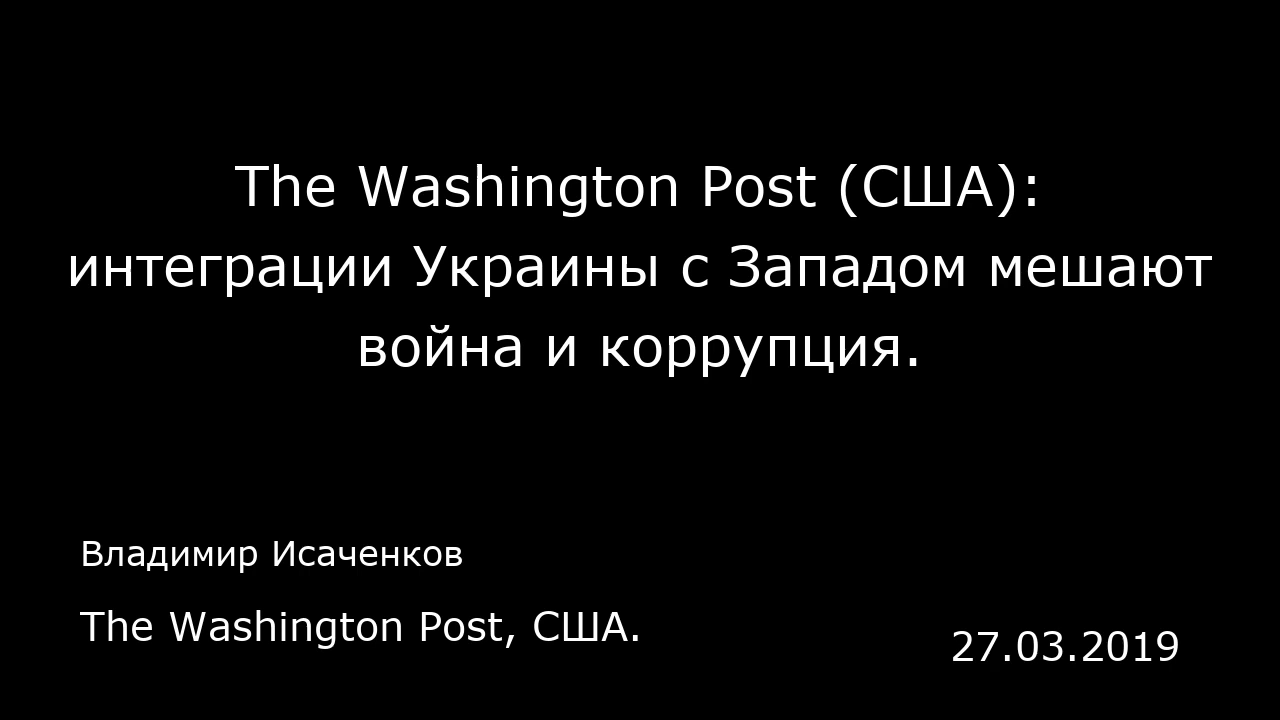 The Washington Post (США):
интеграции Украины с Западом мешают
война и коррупция.
Владимир Исаченков
The Washington Post, США.
27.03.2019